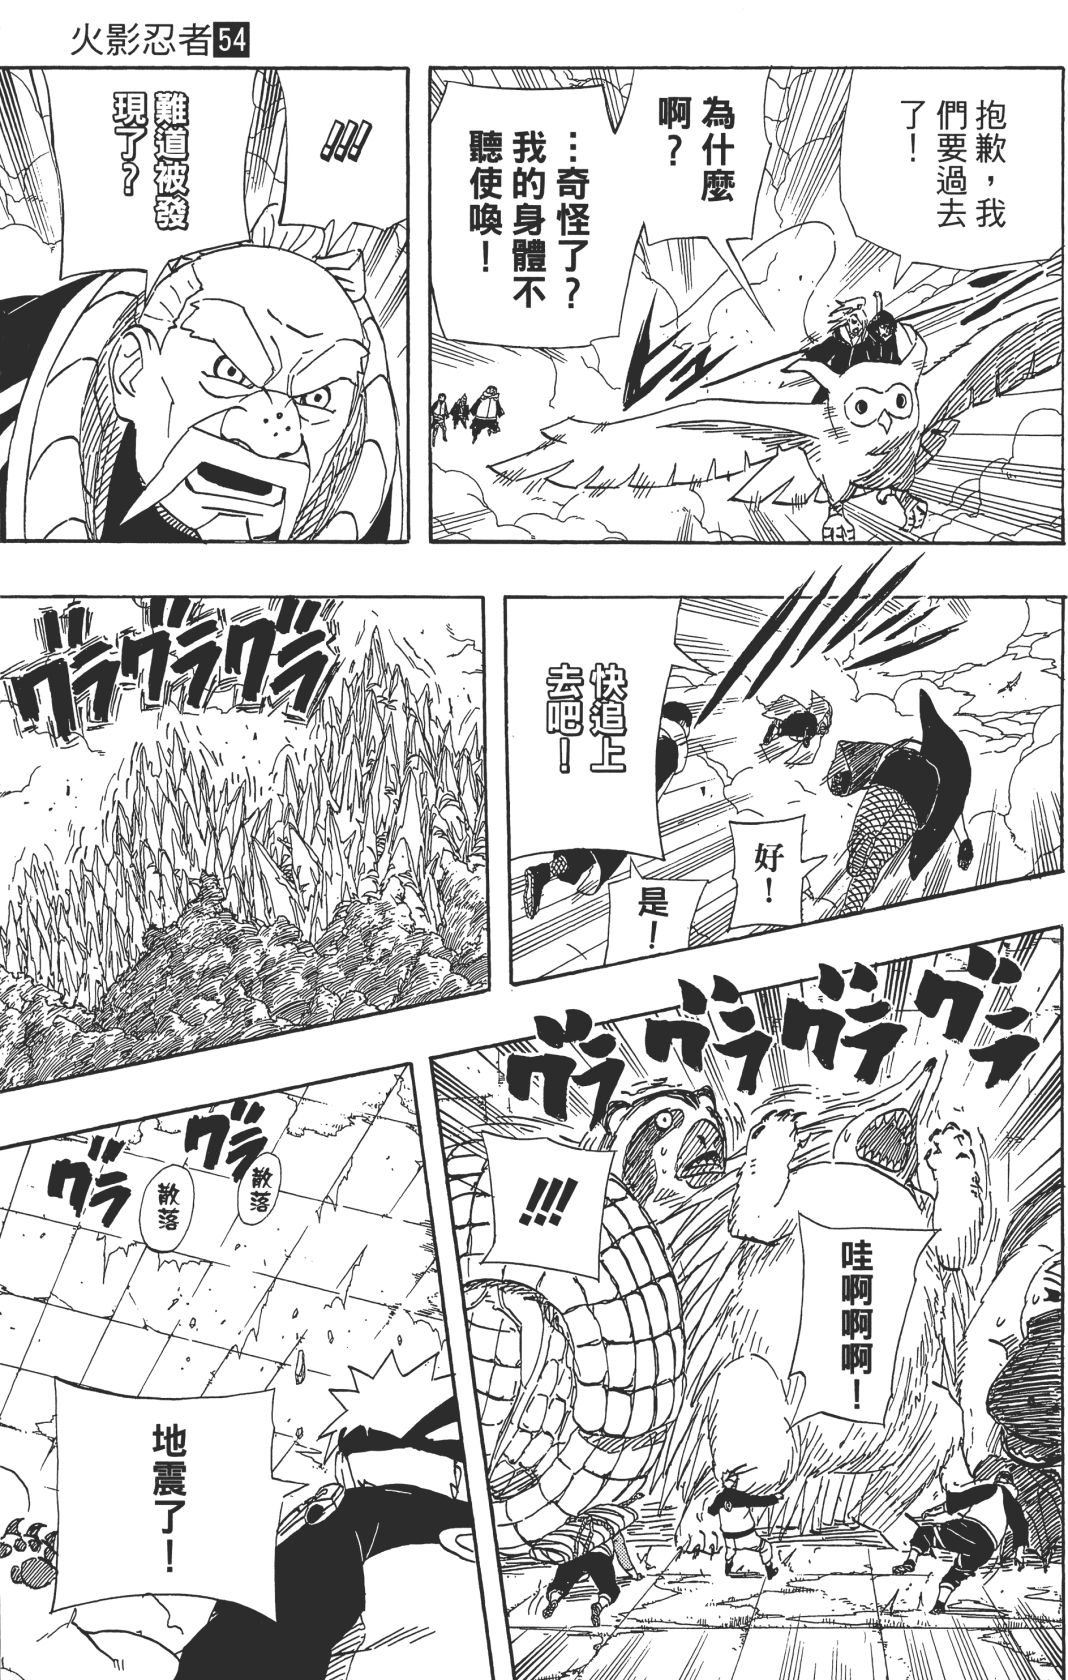 火影忍者54
抱歉，我
們要過去
了！
為什麼
啊？
…奇怪了？
我的身體不
聽使喚！
!!!
難道被發
現了？
快追上
去吧！
好！
是！
グラグラグラ
グラグラグラグラ
!!!
哇啊啊啊！
グラ
グラ
散落
散落
地震了！